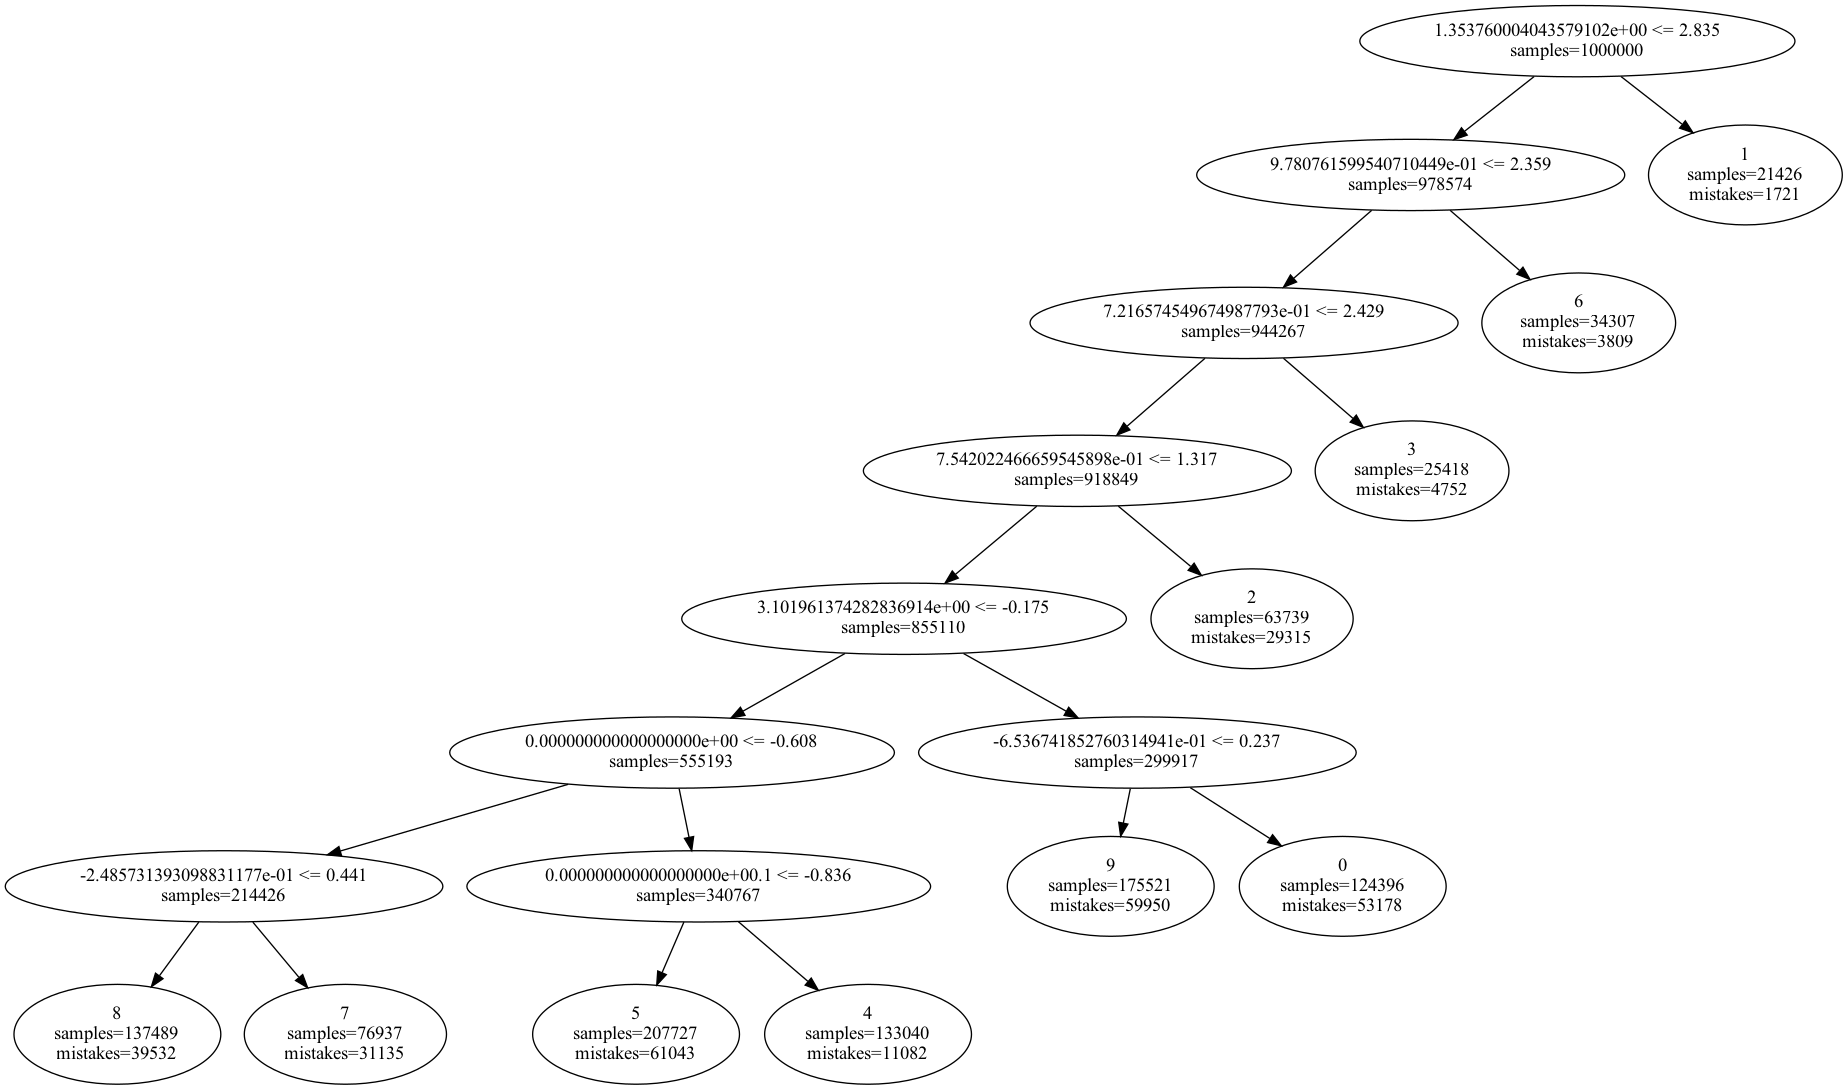 1.353760004043579102e+00 <= 2.835
samples=1000000
9.780761599540710449e-01 <= 2.359
samples=978574
1
samples=21426
mistakes=1721
7.216574549674987793e-01 <= 2.429
samples=944267
6
samples=34307
mistakes=3809
7.542022466659545898e-01 <= 1.317
samples=918849
3
samples=25418
mistakes=4752
3.101961374282836914e+00 <= -0.175
samples=855110
2
samples=63739
mistakes=29315
0.000000000000000000e+00 <= -0.608
samples=555193
-6.536741852760314941e-01 <= 0.237
samples=299917
-2.485731393098831177e-01 <= 0.441
samples=214426
0.000000000000000000e+00.1 <= -0.836
samples=340767
9
samples=175521
mistakes=59950
0
samples=124396
mistakes=53178
8
samples=137489
mistakes=39532
7
samples=76937
mistakes=31135
5
samples=207727
mistakes=61043
4
samples=133040
mistakes=11082